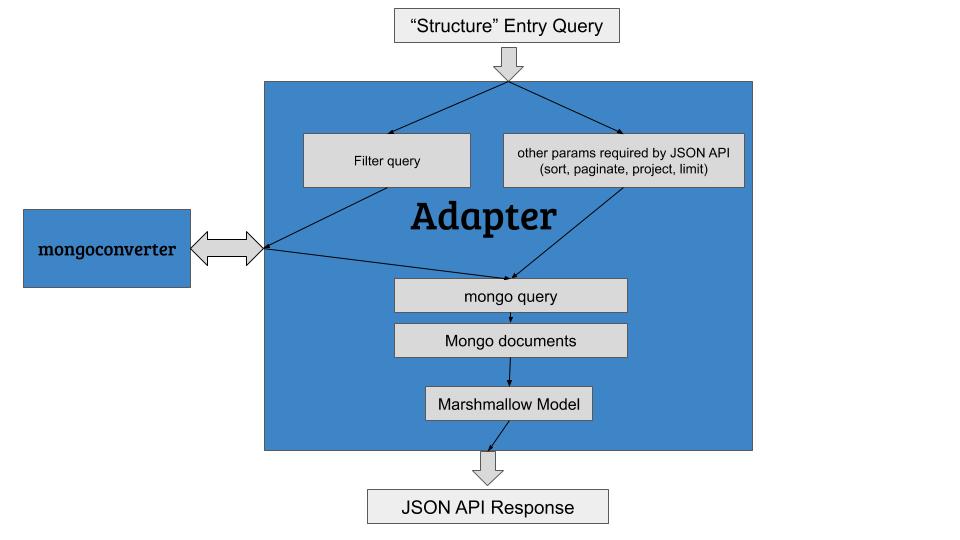 “Structure” Entry Query
Filter query
other params required by JSON API
(sort, paginate, project, limit)
Adapter
mongoconverter
mongo query
Mongo documents
Marshmallow Model
JSON API Response